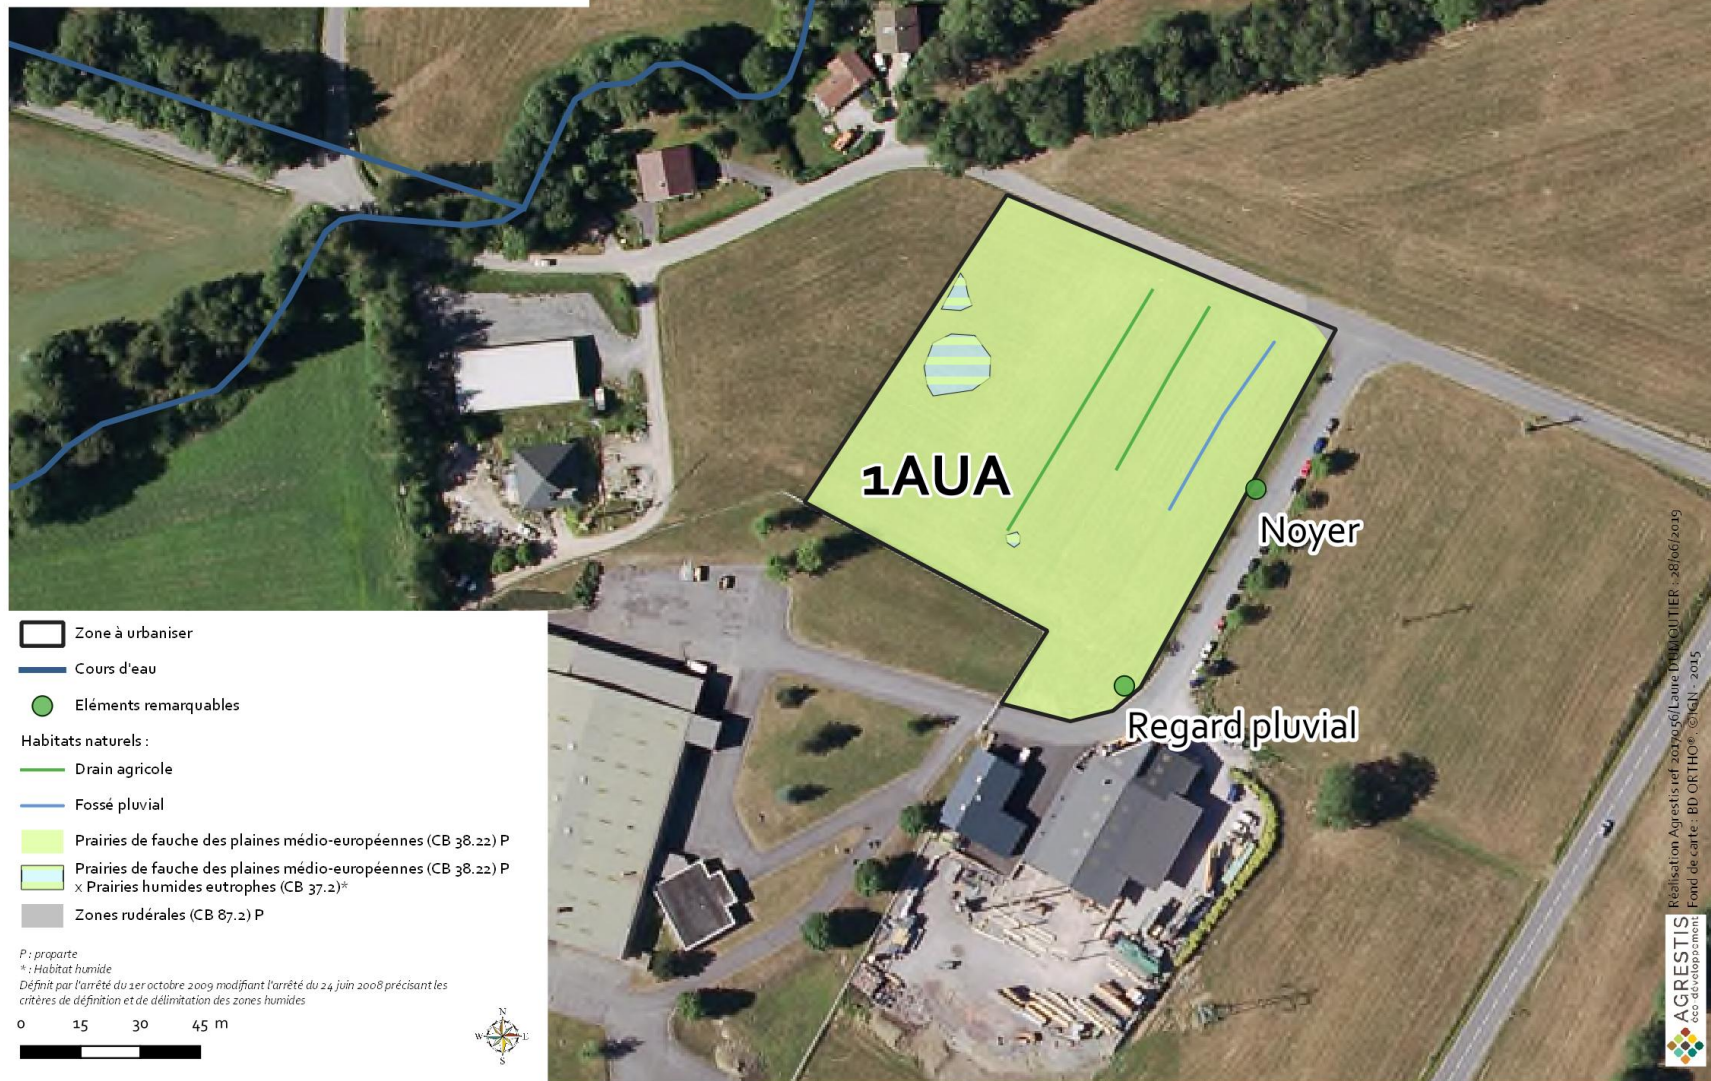 1AUA
Noyer
Regard pluvial
Zone à urbaniser
Cours d'eau
Eléments remarquables
Habitats naturels :
Drain agricole
Fossé pluvial
Prairies de fauche des plaines médio-européennes (CB 38.22) P
Prairies de fauche des plaines médio-européennes (CB 38.22) P
x Prairies humides eutrophes (CB 37.2)*
Zones rudérales (CB 87.2) P
P : proparte
* : Habitat humide
Définit par l'arrêté du 1er octobre 2009 modifiant l'arrêté du 24 juin 2008 précisant les
critères de définition et de délimitation des zones humides
0 15 30 45 m
N
W E
S
Réalisation Agrestis ref 2017056/Laure DUMOUTIER : 28/06/2019
Fond de carte : BD ORTHO®, ©IGN - 2015
AGRESTIS
éco développement